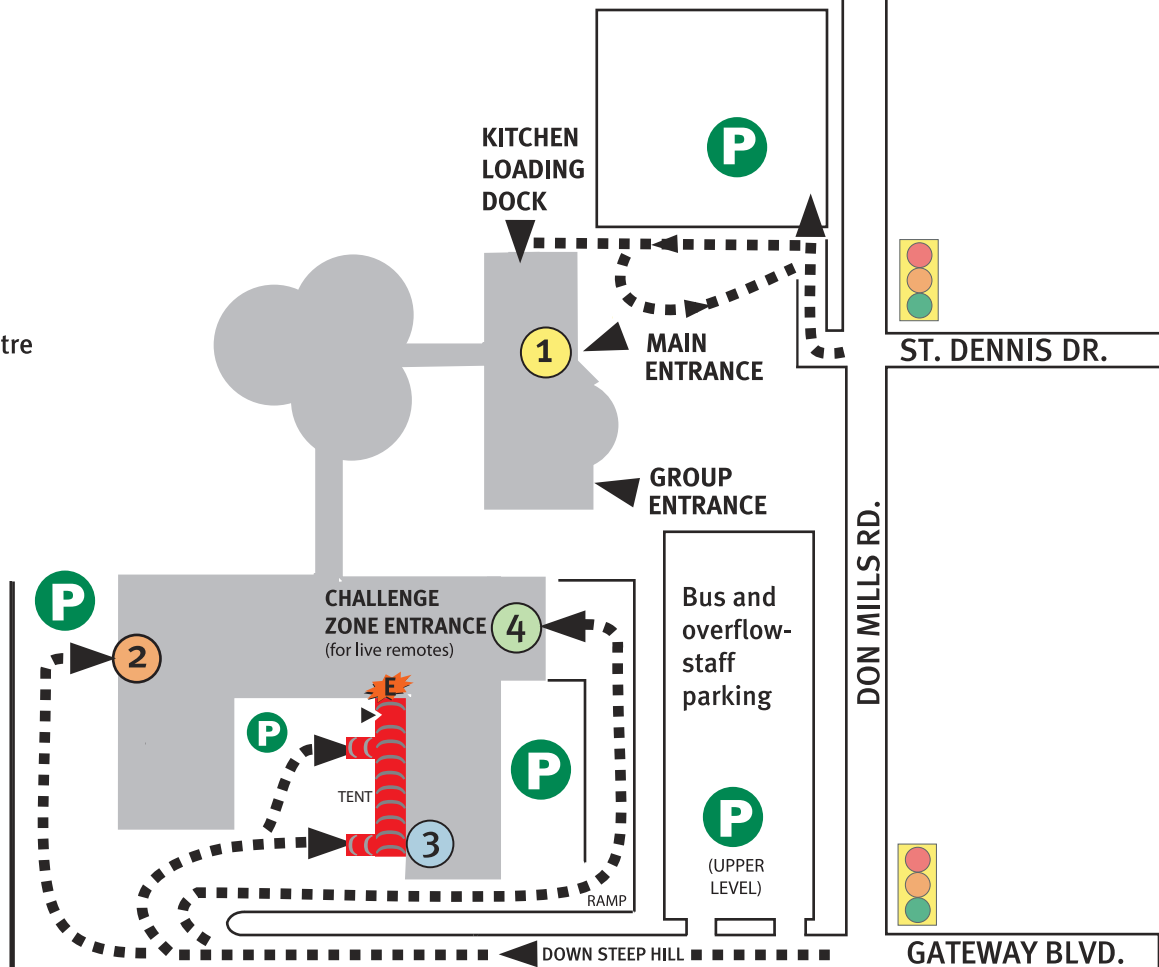 P
KITCHEN
LOADING
DOCK
tre
1
MAIN
ENTRANCE
ST. DENNIS DR.
GROUP
ENTRANCE
DON MILLS RD.
P
CHALLENGE
ZONE ENTRANCE
(for live remotes)
4
2
Bus and
overflow-
staff
parking
E
P
P
TENT
3
P
(UPPER
LEVEL)
RAMP
DOWN STEEP HILL
GATEWAY BLVD.